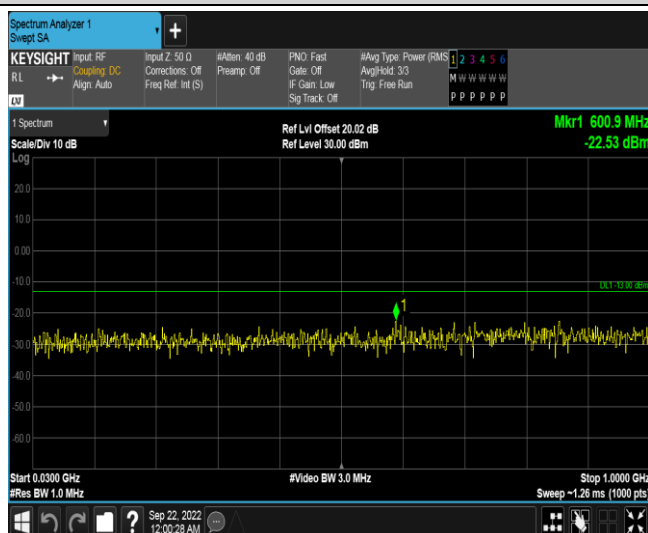 Spectrum Analyzer 1
Swept SA
+
KEYSIGHT
RL
Input: RF
Coupling: DC
Align: Auto
Input Z: 50 Ω
Corrections: Off
Freq Ref: Int (S)
#Atten: 40 dB
Preamp: Off
PNO: Fast
Gate: Off
IF Gain: Low
Sig Track: Off
#Avg Type: Power (RMS
Avg|Hold: 3/3
Trig: Free Run
1 2 3 4 5 6
M W W W W W
P P P P P P
LXI
1 Spectrum
Scale/Div 10 dB
Ref Lvl Offset 20.02 dB
Ref Level 30.00 dBm
Mkr1 600.9 MHz
-22.53 dBm
Log
20.0
10.0
0.00
-10.0
DL1 -13.00 dBm
1
-20.0
-30.0
-40.0
-50.0
-60.0
Start 0.0300 GHz
#Res BW 1.0 MHz
#Video BW 3.0 MHz
Stop 1.0000 GHz
Sweep ~1.26 ms (1000 pts)
?
Sep 22, 2022
12:00:28 AM